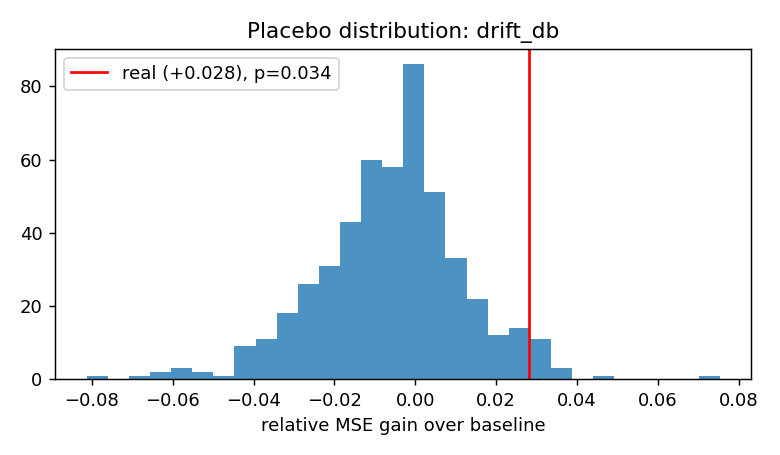 Placebo distribution: drift_db
real (+0.028), p=0.034
80
60
40
20
0
−0.08 −0.06 −0.04 −0.02 0.00 0.02 0.04 0.06 0.08
relative MSE gain over baseline